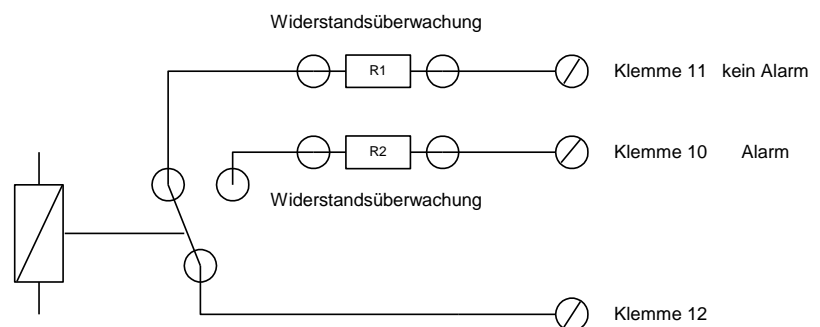 Widerstandsüberwachung
R1
Klemme 11 kein Alarm
R2
Klemme 10 Alarm
Widerstandsüberwachung
Klemme 12